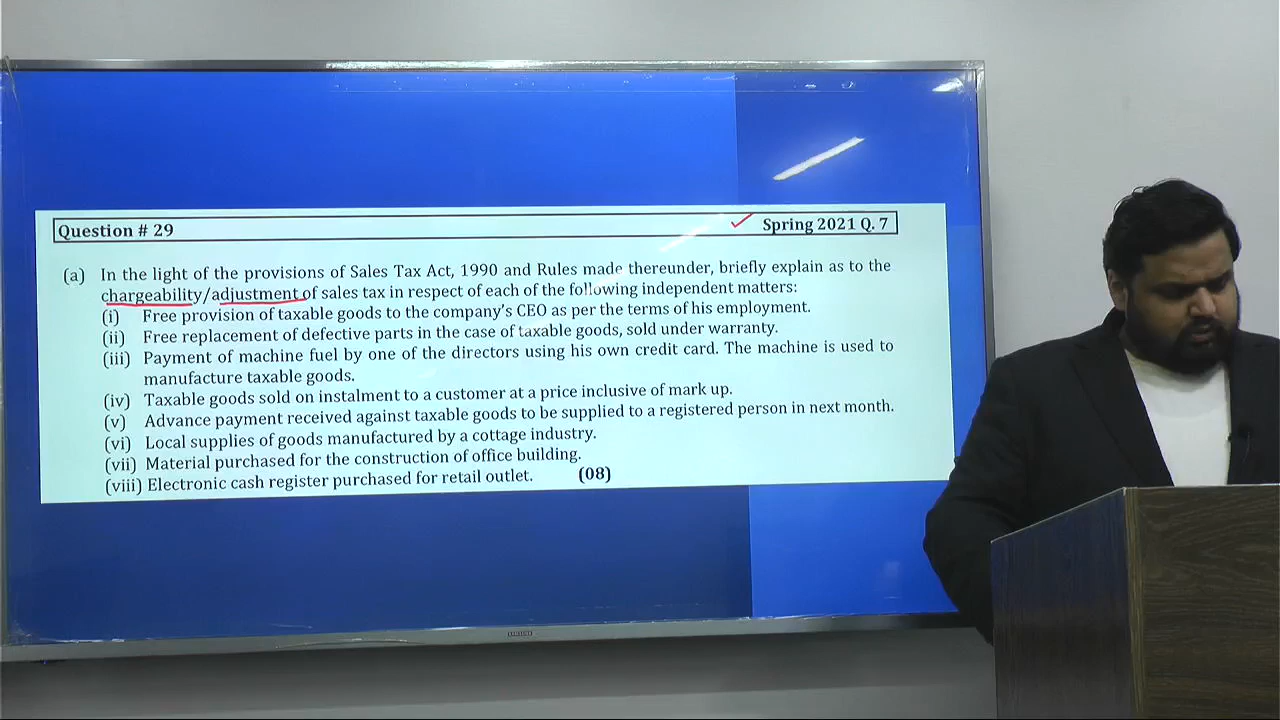 Question # 29
Spring 2021 Q. 7
(a) In the light of the provisions of Sales Tax Act, 1990 and Rules made thereunder, briefly explain as to the
chargeability/adjustment of sales tax in respect of each of the following independent matters:
(i) Free provision of taxable goods to the company's CEO as per the terms of his employment.
(ii) Free replacement of defective parts in the case of taxable goods, sold under warranty.
(iii) Payment of machine fuel by one of the directors using his own credit card. The machine is used to
manufacture taxable goods.
(iv) Taxable goods sold on instalment to a customer at a price inclusive of mark up.
(v) Advance payment received against taxable goods to be supplied to a registered person in next month.
(vi) Local supplies of goods manufactured by a cottage industry.
(vii) Material purchased for the construction of office building.
(viii) Electronic cash register purchased for retail outlet. (08)
SAMSUNG